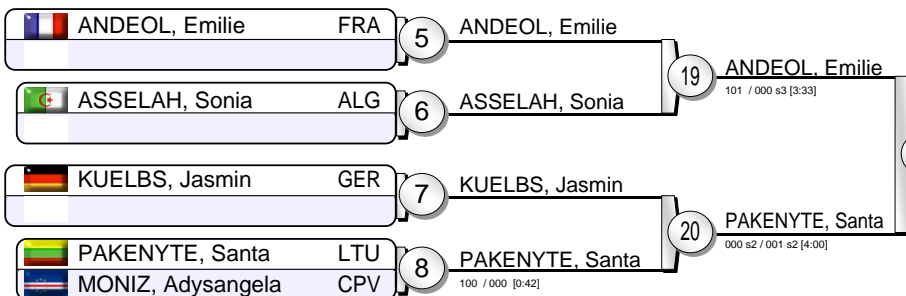 ANDEOL, Emilie FRA
5
ANDEOL, Emilie
ASSELAH, Sonia ALG
6
ASSELAH, Sonia
19
ANDEOL, Emilie
101 / 000 s3 [3:33]
KUELBS, Jasmin GER
7
KUELBS, Jasmin
PAKENYTE, Santa LTU
MONIZ, Adysangela CPV
8
PAKENYTE, Santa
100 / 000 [0:42]
20
PAKENYTE, Santa
000 s2 / 001 s2 [4:00]